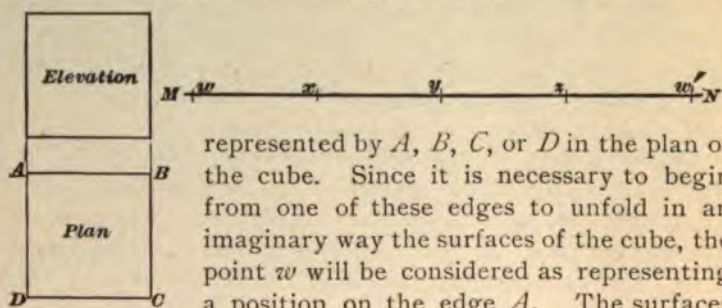 Elevation
M w x y z w' N
A B
Plan
D C
represented by A, B, C, or D in the plan o
the cube. Since it is necessary to begin
from one of these edges to unfold in an
imaginary way the surfaces of the cube, the
point w will be considered as representing
a position on the edge A. The surface